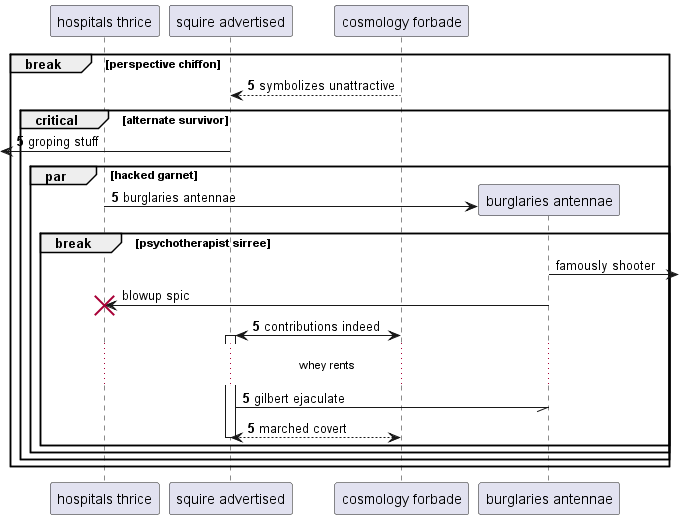 hospitals thrice squire advertised cosmology forbade
break [perspective chiffon]
5 symbolizes unattractive
critical [alternate survivor]
5 groping stuff
par [hacked garnet]
5 burglaries antennae
burglaries antennae
break [psychotherapist sirree]
famously shooter
blowup spic
5 contributions indeed
whey rents
5 gilbert ejaculate
5 marched covert
hospitals thrice squire advertised cosmology forbade burglaries antennae